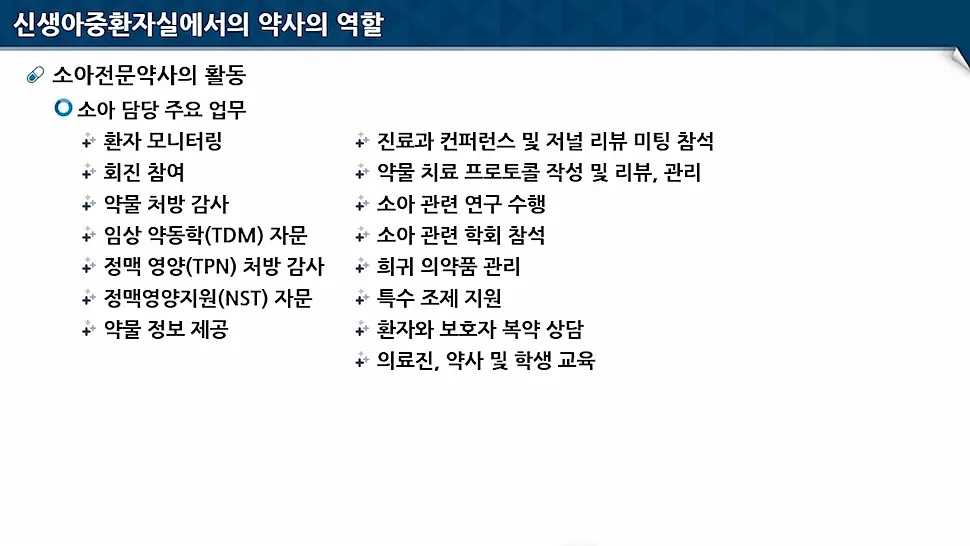 신생아중환자실에서의 약사의 역할
소아전문약사의 활동
소아 담당 주요 업무
환자 모니터링
회진 참여
약물 처방 감사
임상 약동학(TDM) 자문
정맥 영양(TPN) 처방 감사
정맥영양지원(NST) 자문
약물 정보 제공
진료과 컨퍼런스 및 저널 리뷰 미팅 참석
약물 치료 프로토콜 작성 및 리뷰, 관리
소아 관련 연구 수행
소아 관련 학회 참석
희귀 의약품 관리
특수 조제 지원
환자와 보호자 복약 상담
의료진, 약사 및 학생 교육